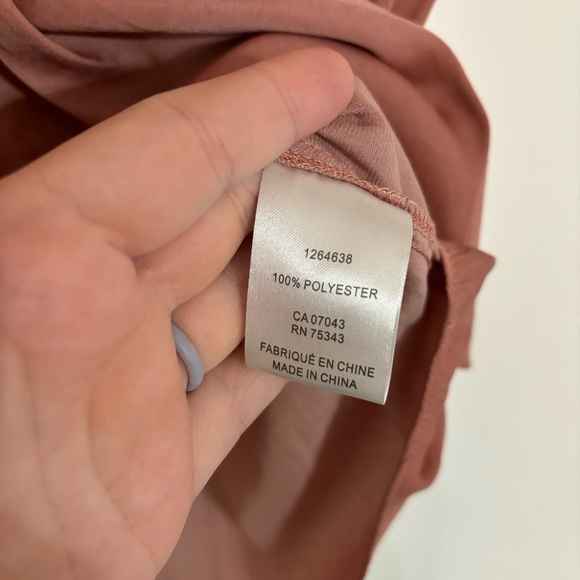 1264638
100% POLYESTER
CA 07043
RN 75343
FABRIQUÉ EN CHINE
MADE IN CHINA